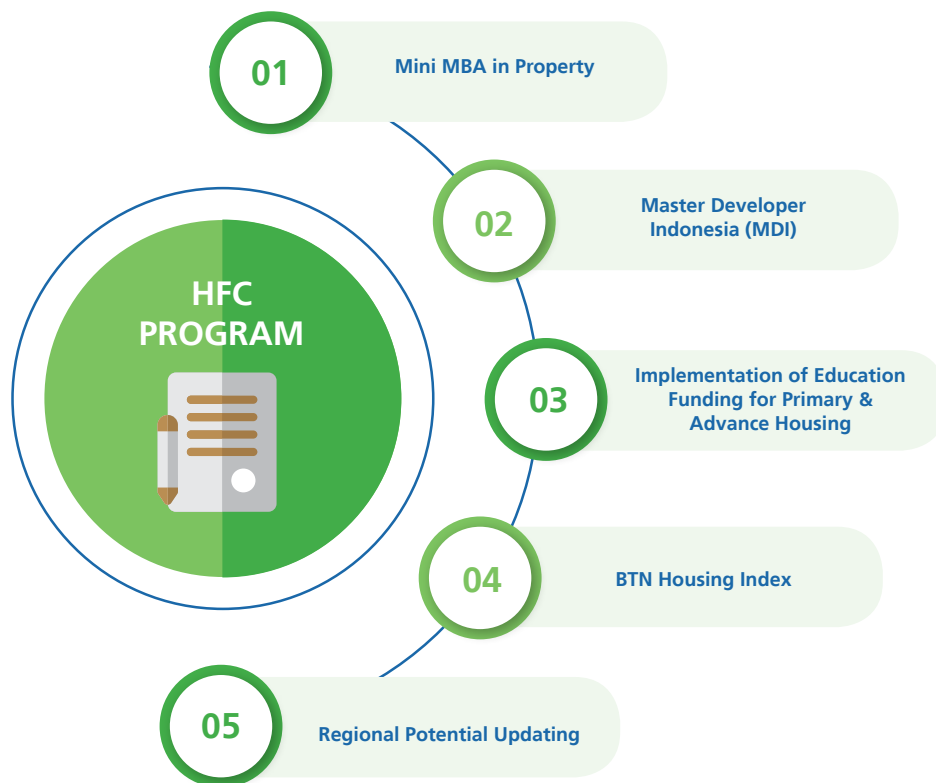 01
Mini MBA in Property
02
Master Developer
Indonesia (MDI)
HFC
PROGRAM
03
Implementation of Education
Funding for Primary &
Advance Housing
04
BTN Housing Index
05
Regional Potential Updating